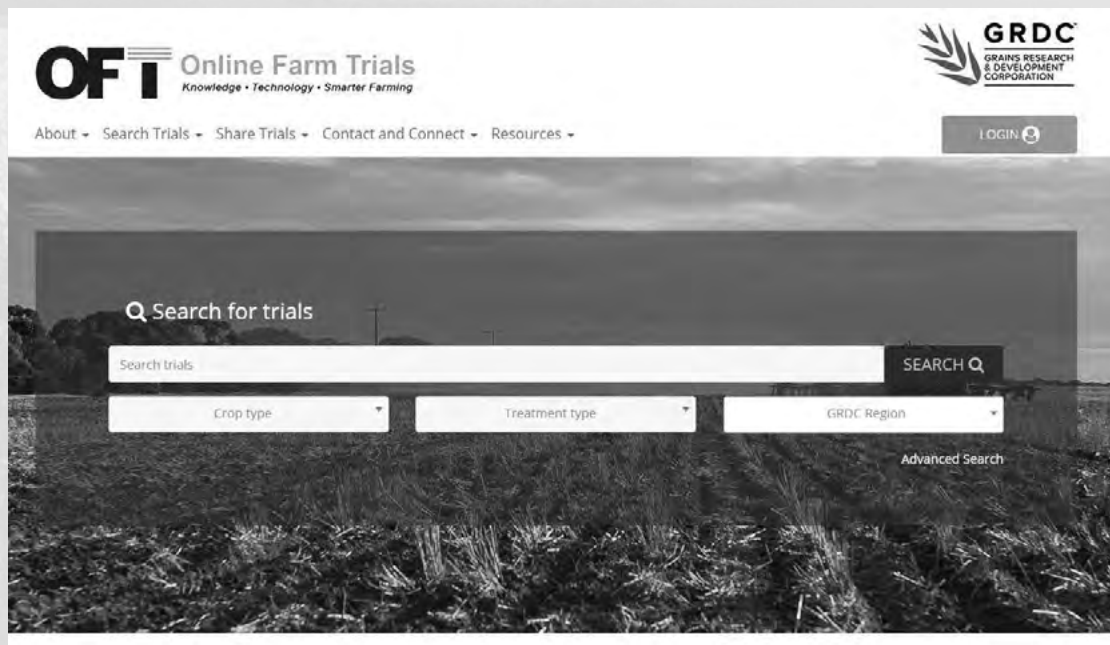 OFT Online Farm Trials
Knowledge • Technology • Smarter Farming
GRDC
GRAINS RESEARCH
& DEVELOPMENT
CORPORATION
About Search Trials Share Trials Contact and Connect Resources
LOGIN
Search for trials
Search trials
SEARCH
Crop type Treatment type GRDC Region
Advanced Search